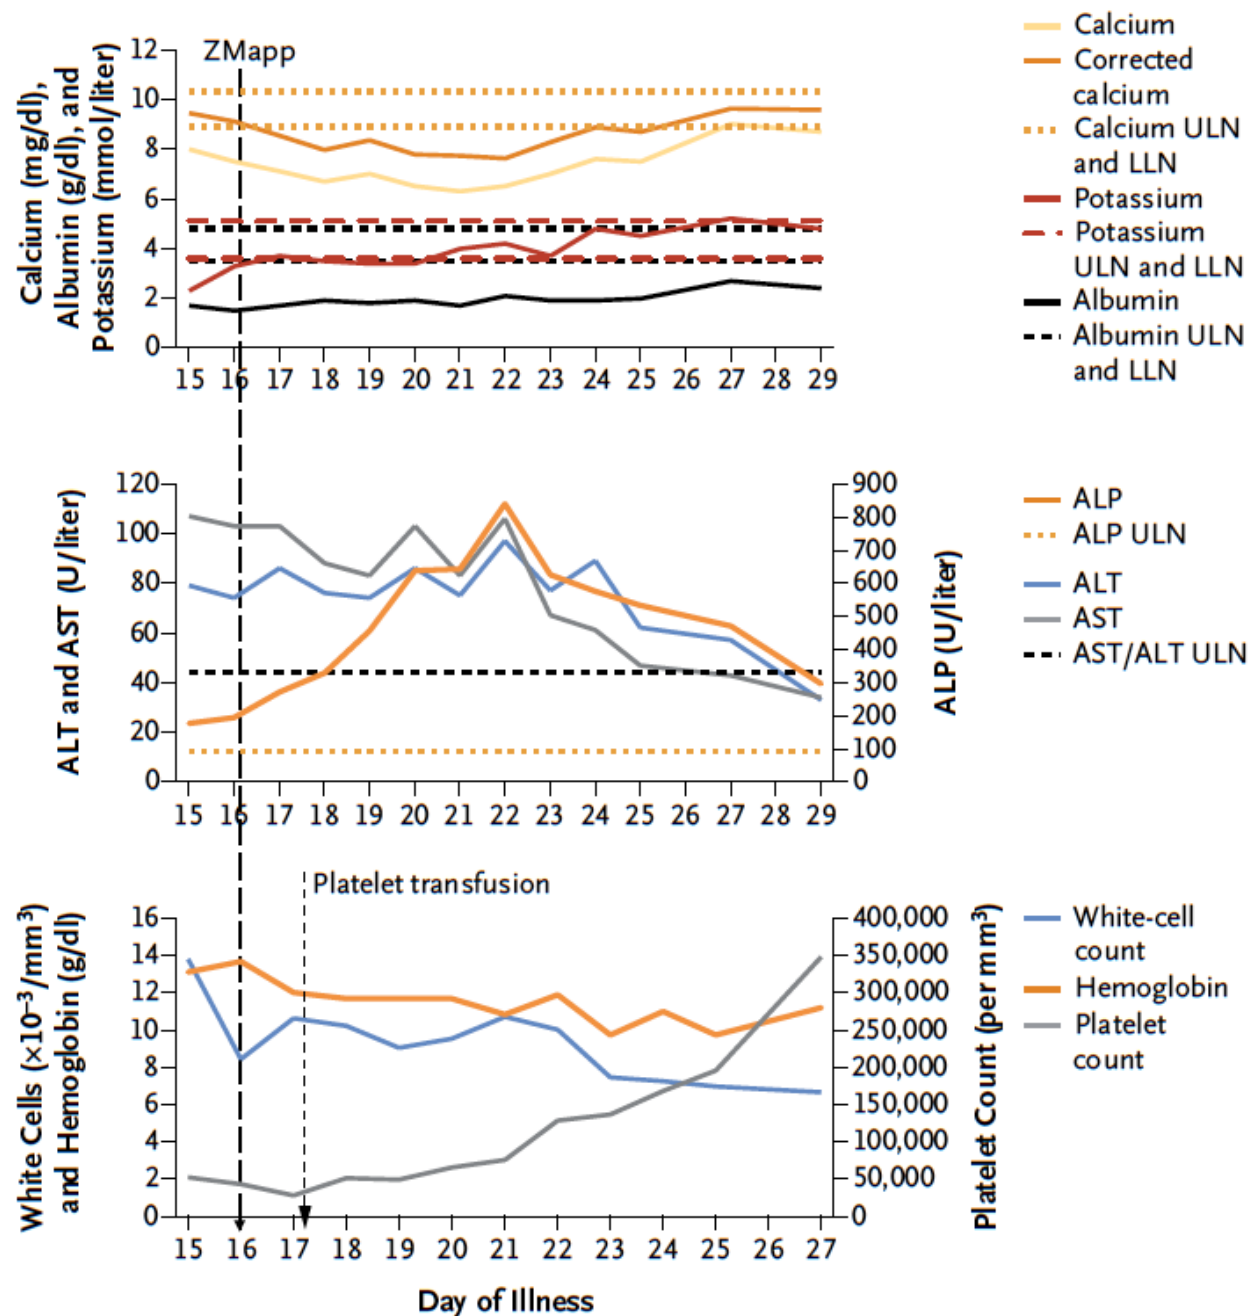 ZMapp
Calcium (mg/dl),
Albumin (g/dl), and
Potassium (mmol/liter)
12
10
8
6
4
2
0
15 16 17 18 19 20 21 22 23 24 25 26 27 28 29
Calcium
Corrected
calcium
Calcium ULN
and LLN
Potassium
Potassium
ULN and LLN
Albumin
Albumin ULN
and LLN
ALT and AST (U/liter)
120
100
80
60
40
20
0
15 16 17 18 19 20 21 22 23 24 25 26 27 28 29
900
800
700
600
500
400
300
200
100
0
ALP (U/liter)
ALP
ALP ULN
ALT
AST
AST/ALT ULN
Platelet transfusion
White Cells (×10⁻³/mm³)
and Hemoglobin (g/dl)
16
14
12
10
8
6
4
2
0
15 16 17 18 19 20 21 22 23 24 25 26 27
400,000
350,000
300,000
250,000
200,000
150,000
100,000
50,000
0
Platelet Count (per mm³)
White-cell
count
Hemoglobin
Platelet
count
Day of Illness